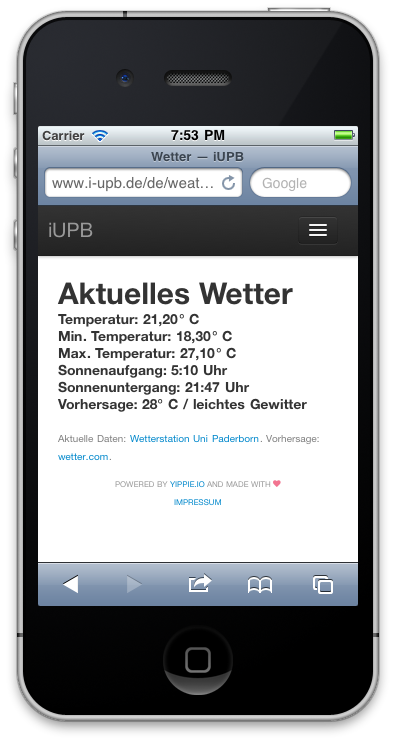 Carrier 7:53 PM
Wetter — iUPB
www.i-upb.de/de/weat... Google
iUPB
Aktuelles Wetter
Temperatur: 21,20° C
Min. Temperatur: 18,30° C
Max. Temperatur: 27,10° C
Sonnenaufgang: 5:10 Uhr
Sonnenuntergang: 21:47 Uhr
Vorhersage: 28° C / leichtes Gewitter
Aktuelle Daten: Wetterstation Uni Paderborn. Vorhersage:
wetter.com.
POWERED BY YIPPIE.IO AND MADE WITH ❤
IMPRESSUM